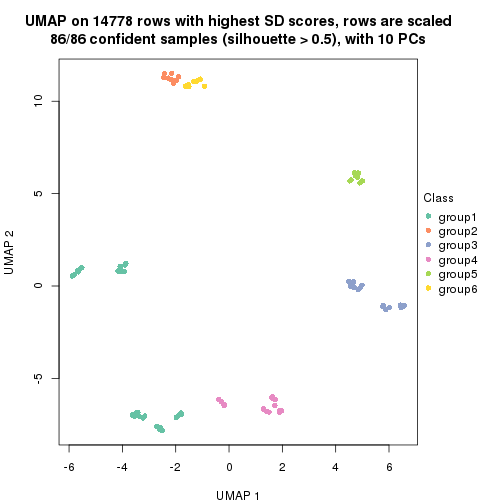 UMAP on 14778 rows with highest SD scores, rows are scaled
86/86 confident samples (silhouette > 0.5), with 10 PCs
10
5
0
-5
UMAP 2
-6
-4
-2
0
2
4
6
UMAP 1
Class
group1
group2
group3
group4
group5
group6